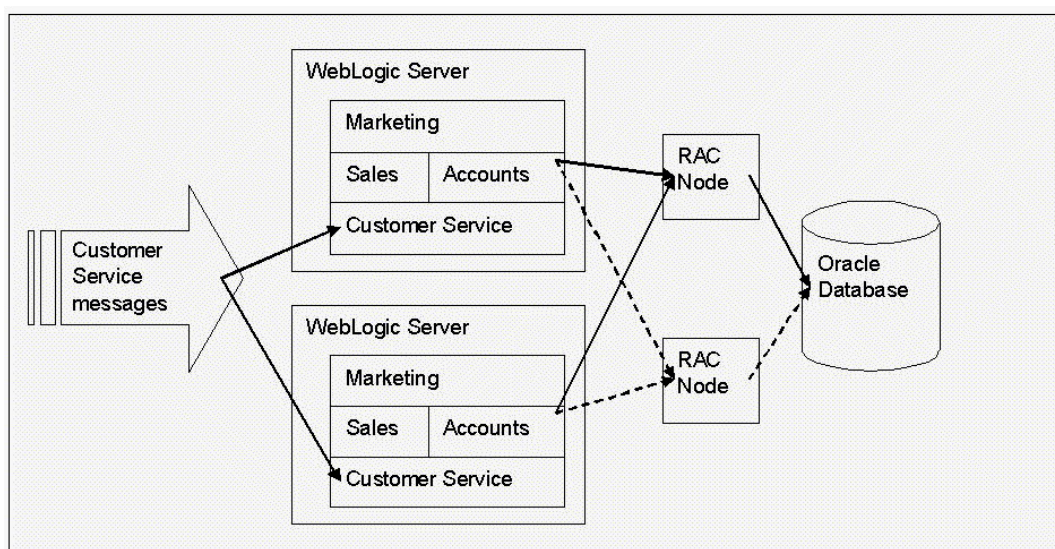 Customer
Service
messages
WebLogic Server
Marketing
Sales
Accounts
Customer Service
WebLogic Server
Marketing
Sales
Accounts
Customer Service
RAC
Node
RAC
Node
Oracle
Database